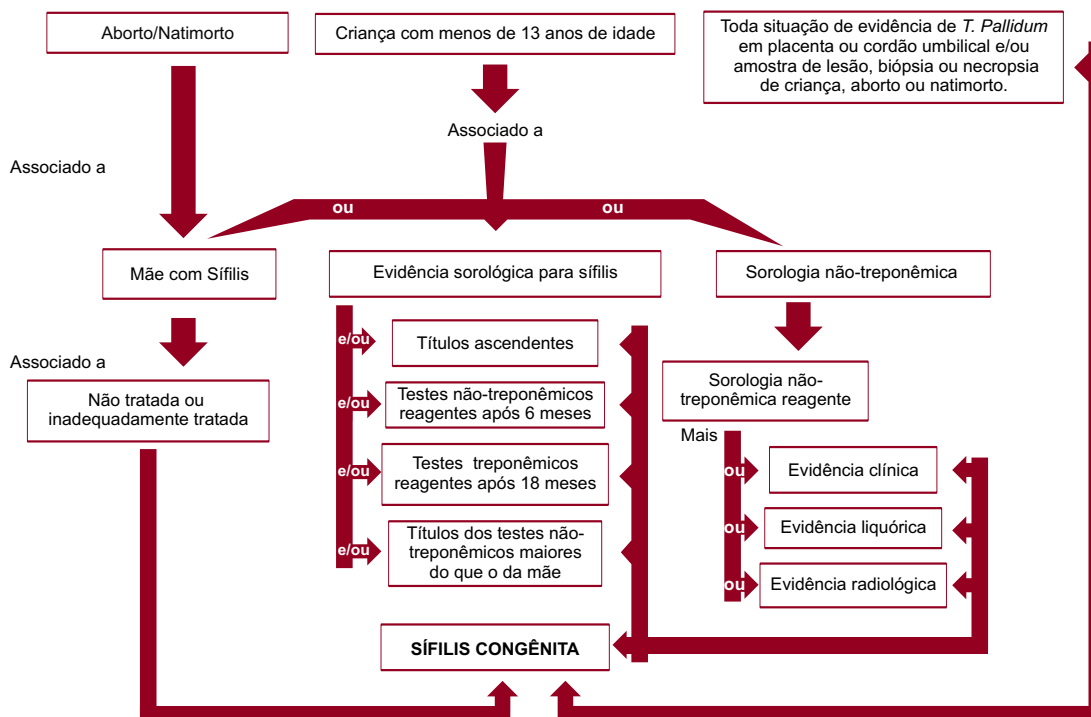 Aborto/Natimorto
Criança com menos de 13 anos de idade
Toda situação de evidência de T. Pallidum
em placenta ou cordão umbilical e/ou
amostra de lesão, biópsia ou necropsia
de criança, aborto ou natimorto.
Associado a
Associado a
ou
ou
Mãe com Sífilis
Evidência sorológica para sífilis
Sorologia não-treponêmica
Associado a
Não tratada ou
inadequadamente tratada
e/ou
Títulos ascendentes
e/ou
Testes não-treponêmicos
reagentes após 6 meses
e/ou
Testes treponêmicos
reagentes após 18 meses
e/ou
Títulos dos testes não-
treponêmicos maiores
do que o da mãe
Sorologia não-
treponêmica reagente
Mais
ou
Evidência clínica
ou
Evidência liquórica
ou
Evidência radiológica
SÍFILIS CONGÊNITA